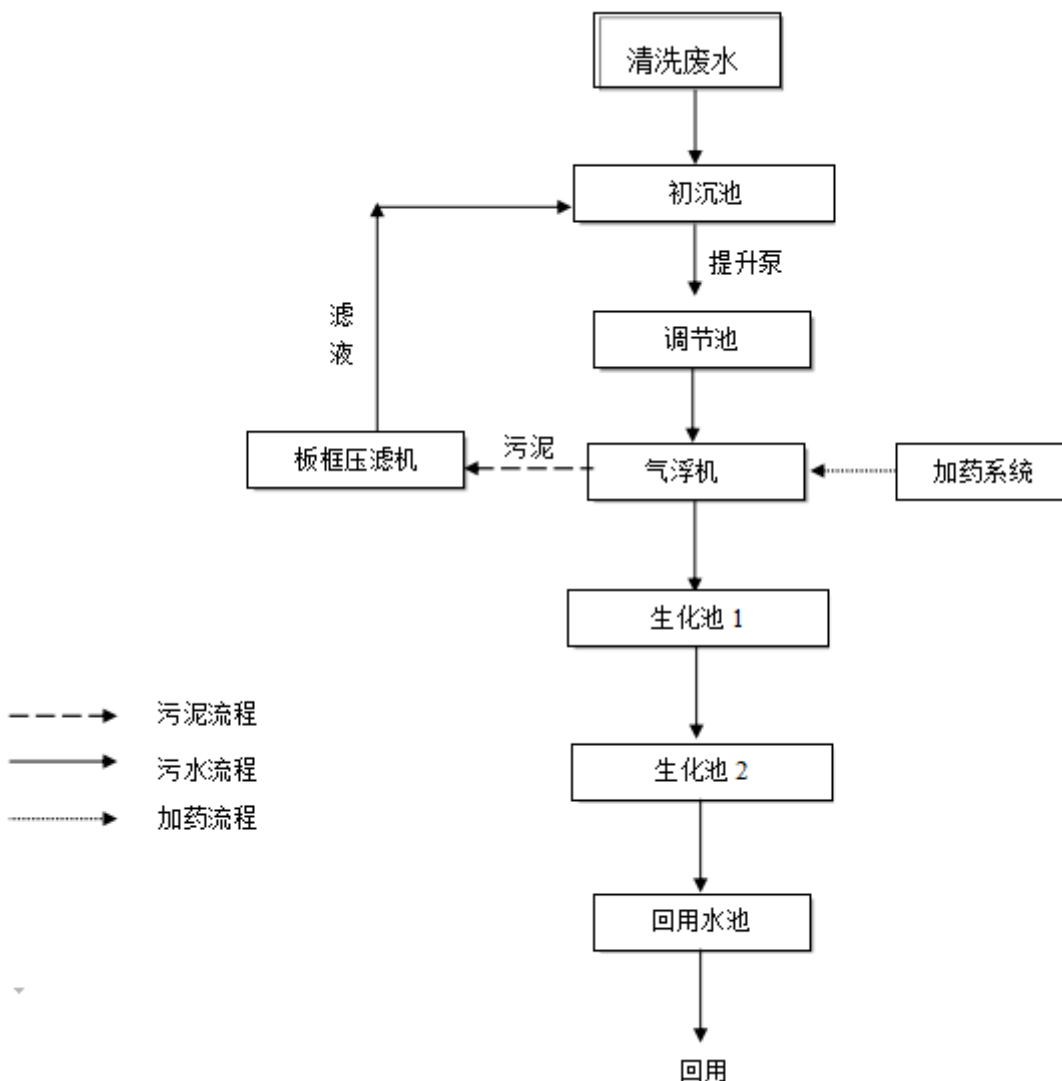 清洗废水
初沉池
提升泵
滤
液
调节池
板框压滤机
污泥
气浮机
加药系统
生化池 1
污泥流程
污水流程
加药流程
生化池 2
回用水池
回用